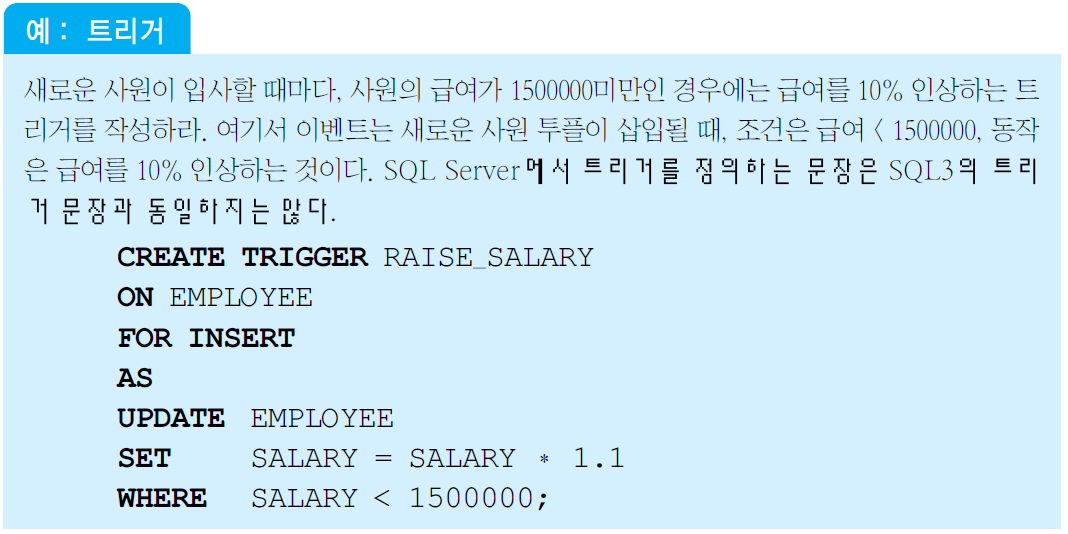 예 : 트리거
새로운 사원이 입사할 때마다, 사원의 급여가 1500000미만인 경우에는 급여를 10% 인상하는 트
리거를 작성하라. 여기서 이벤트는 새로운 사원 투플이 삽입될 때, 조건은 급여 < 1500000, 동작
은 급여를 10% 인상하는 것이다. SQL Server에서 트리거를 정의하는 문장은 SQL3의 트리
거 문장과 동일하지는 않다.
CREATE TRIGGER RAISE_SALARY
ON EMPLOYEE
FOR INSERT
AS
UPDATE EMPLOYEE
SET SALARY = SALARY * 1.1
WHERE SALARY < 1500000;